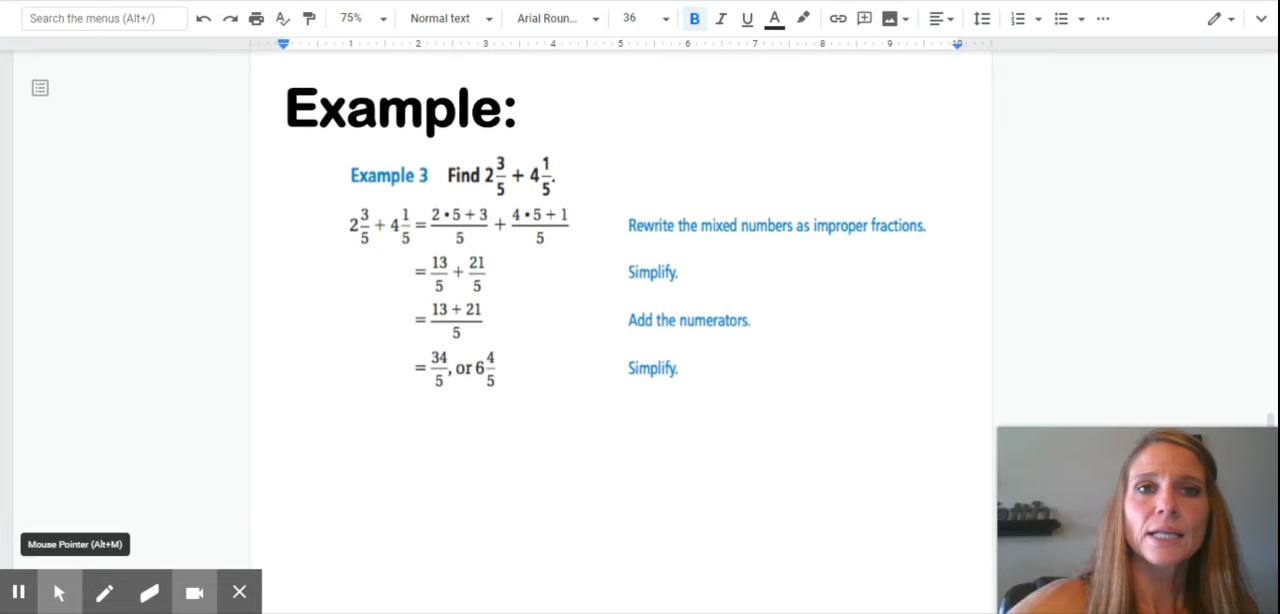 Search the menus (Alt+/) 75% Normal text Arial Roun... 36 B I U A
1 2 3 4 5 6 7 8 9 10
Example:
Example 3 Find 2 3/5 + 4 1/5.
2 3/5 + 4 1/5 = (2 • 5 + 3)/5 + (4 • 5 + 1)/5 Rewrite the mixed numbers as improper fractions.
= 13/5 + 21/5 Simplify.
= (13 + 21)/5 Add the numerators.
= 34/5, or 6 4/5 Simplify.
Mouse Pointer (Alt+M)